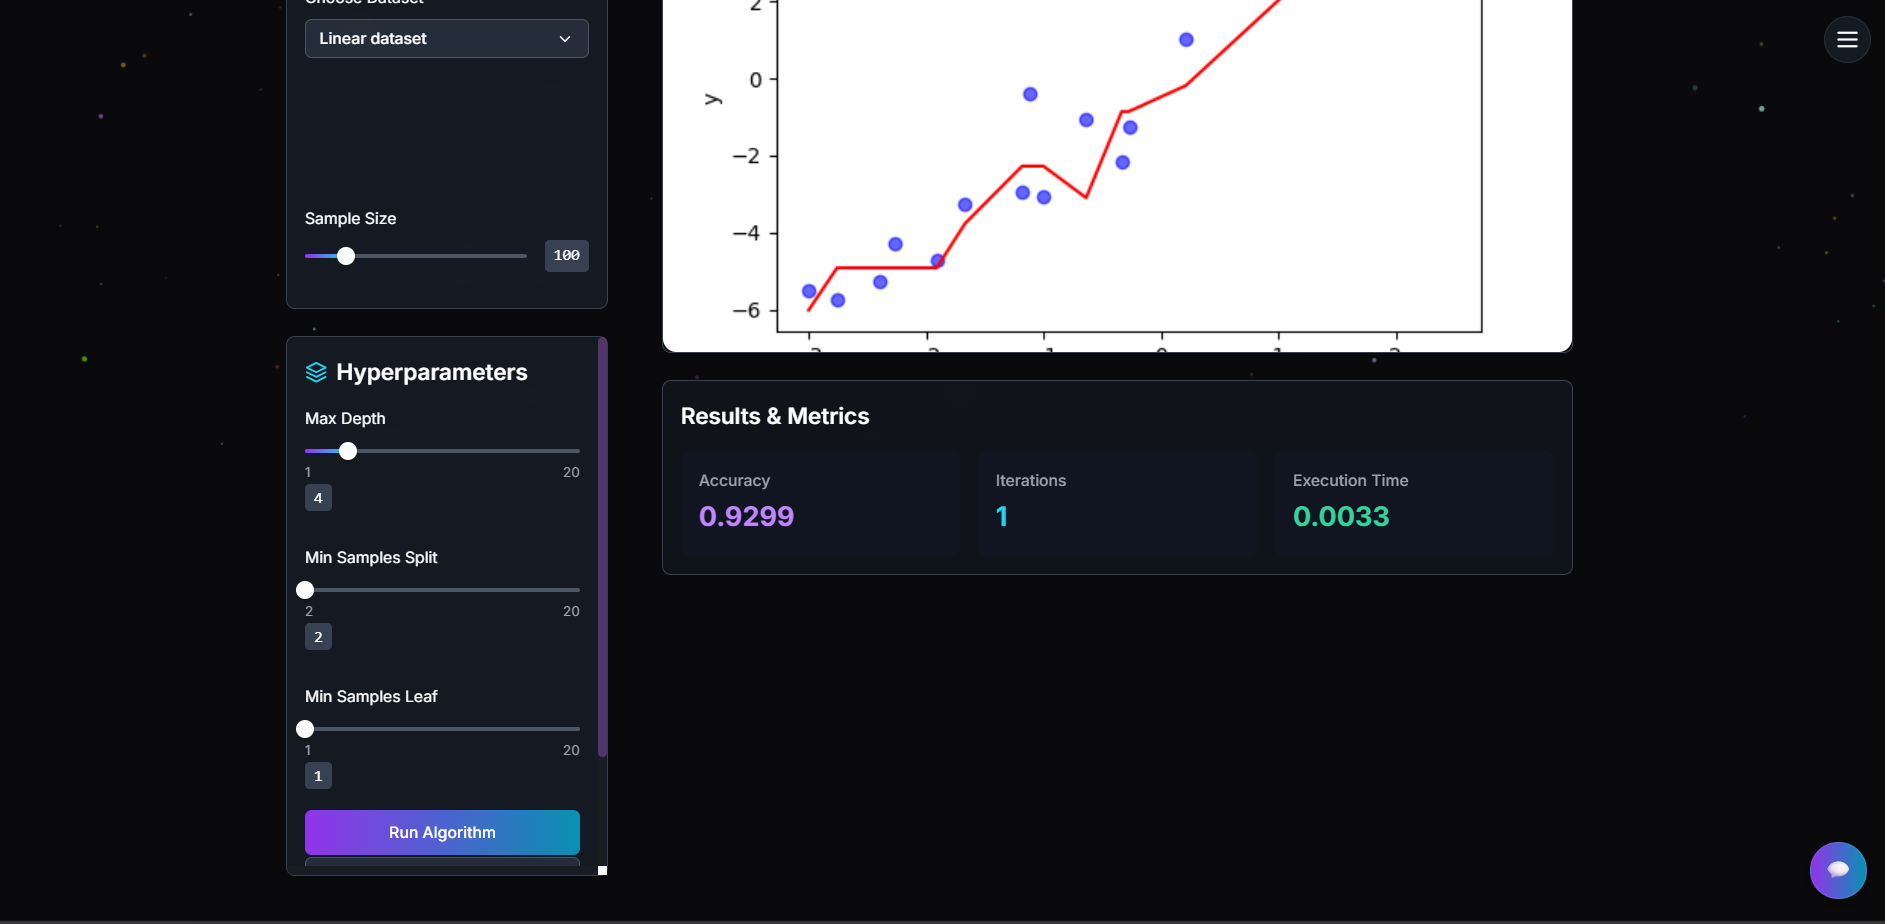 Choose Dataset
Linear dataset
Sample Size
100
Hyperparameters
Max Depth
1 20
4
Min Samples Split
2 20
2
Min Samples Leaf
1 20
1
Run Algorithm
2
0
y
−2
−4
−6
Results & Metrics
Accuracy
0.9299
Iterations
1
Execution Time
0.0033